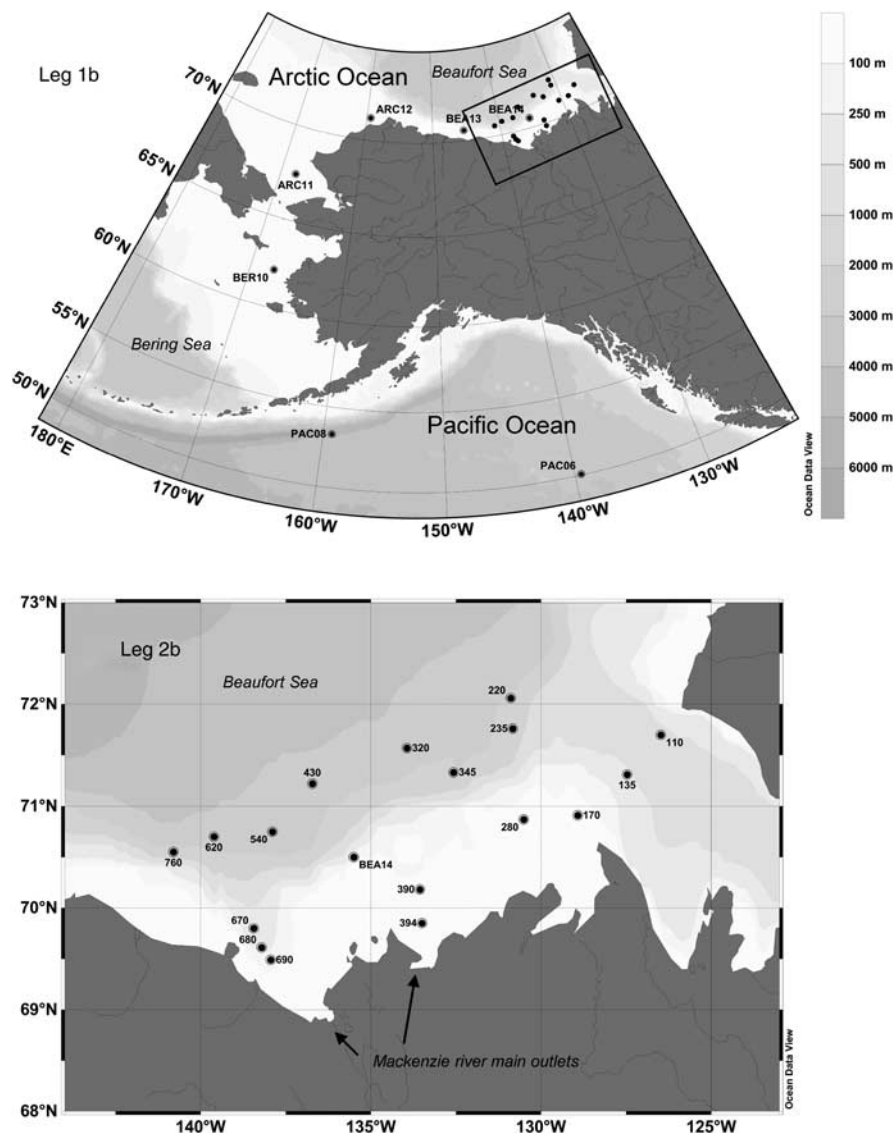 Leg 1b
Arctic Ocean
Beaufort Sea
ARC12
BEA13
BEA14
ARC11
BER10
Bering Sea
PAC08
Pacific Ocean
PAC06
70°N
65°N
60°N
55°N
50°N
180°E
170°W
160°W
150°W
140°W
130°W
Ocean Data View
100 m
250 m
500 m
1000 m
2000 m
3000 m
4000 m
5000 m
6000 m
73°N
72°N
71°N
70°N
69°N
68°N
Leg 2b
Beaufort Sea
220
235
110
320
345
135
430
280
170
540
620
760
BEA14
390
394
670
680
690
Mackenzie river main outlets
140°W
135°W
130°W
125°W
Ocean Data View